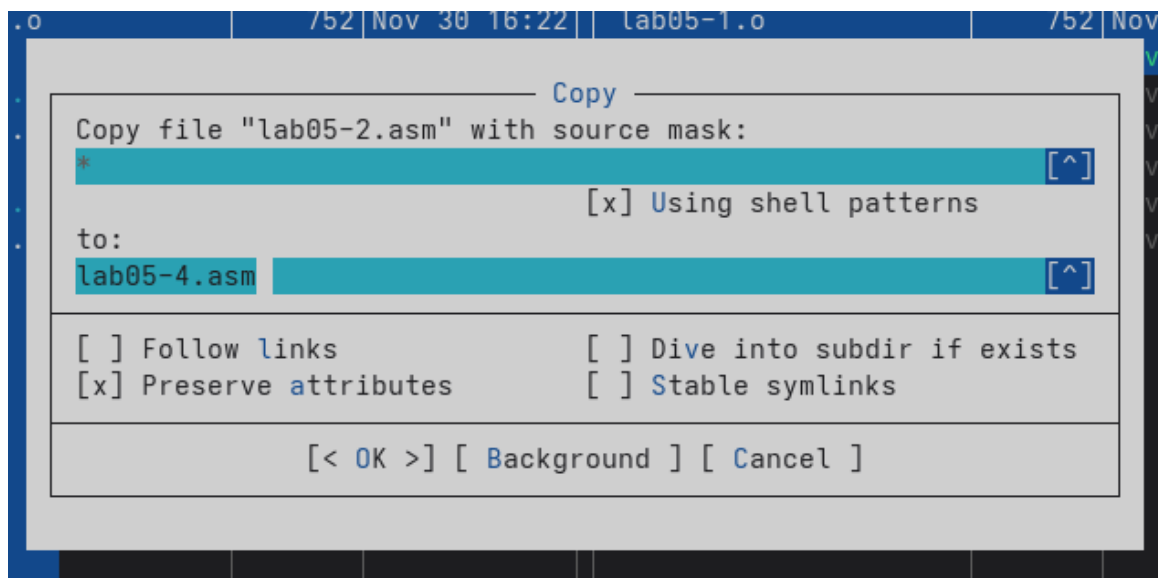 .o 752 Nov 30 16:22 lab05-1.o 752 Nov
Copy
Copy file "lab05-2.asm" with source mask:
* [^]
[x] Using shell patterns
to:
lab05-4.asm [^]
[ ] Follow links [ ] Dive into subdir if exists
[x] Preserve attributes [ ] Stable symlinks
[< OK >] [ Background ] [ Cancel ]